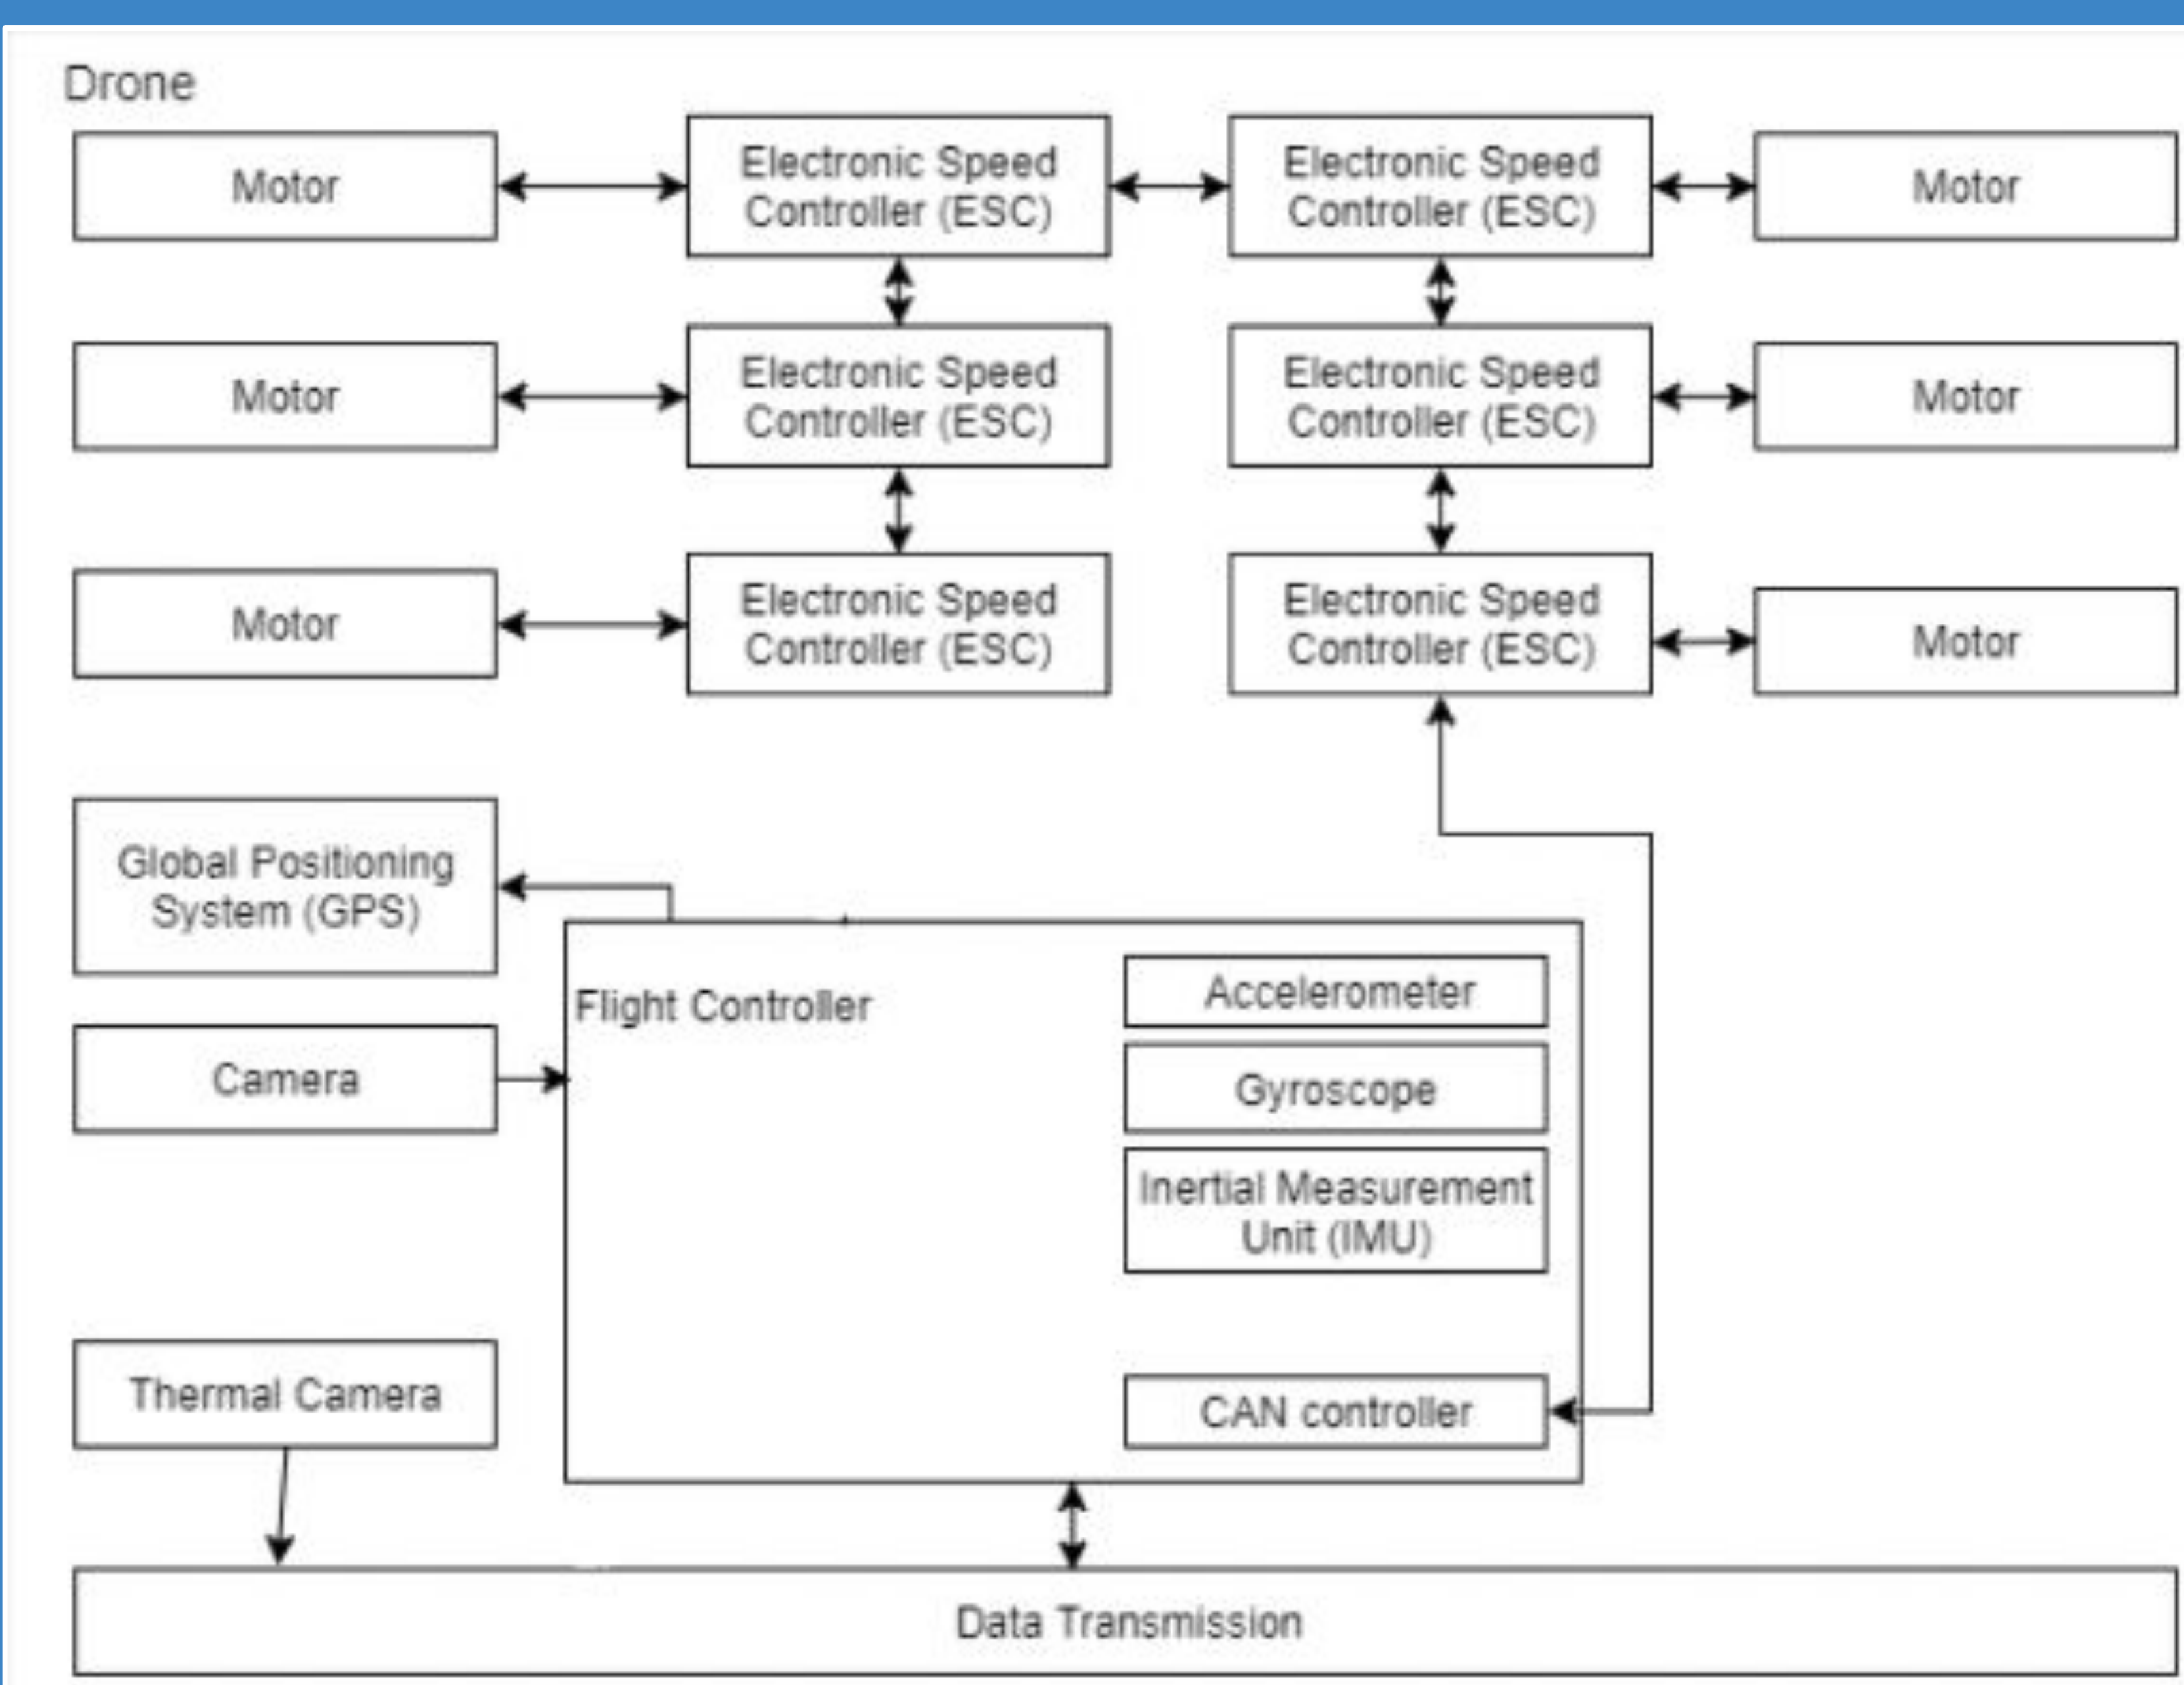 Drone
Motor
Electronic Speed
Controller (ESC)
Electronic Speed
Controller (ESC)
Motor
Motor
Electronic Speed
Controller (ESC)
Electronic Speed
Controller (ESC)
Motor
Motor
Electronic Speed
Controller (ESC)
Electronic Speed
Controller (ESC)
Motor
Global Positioning
System (GPS)
Flight Controller
Accelerometer
Camera
Gyroscope
Inertial Measurement
Unit (IMU)
Thermal Camera
CAN controller
Data Transmission